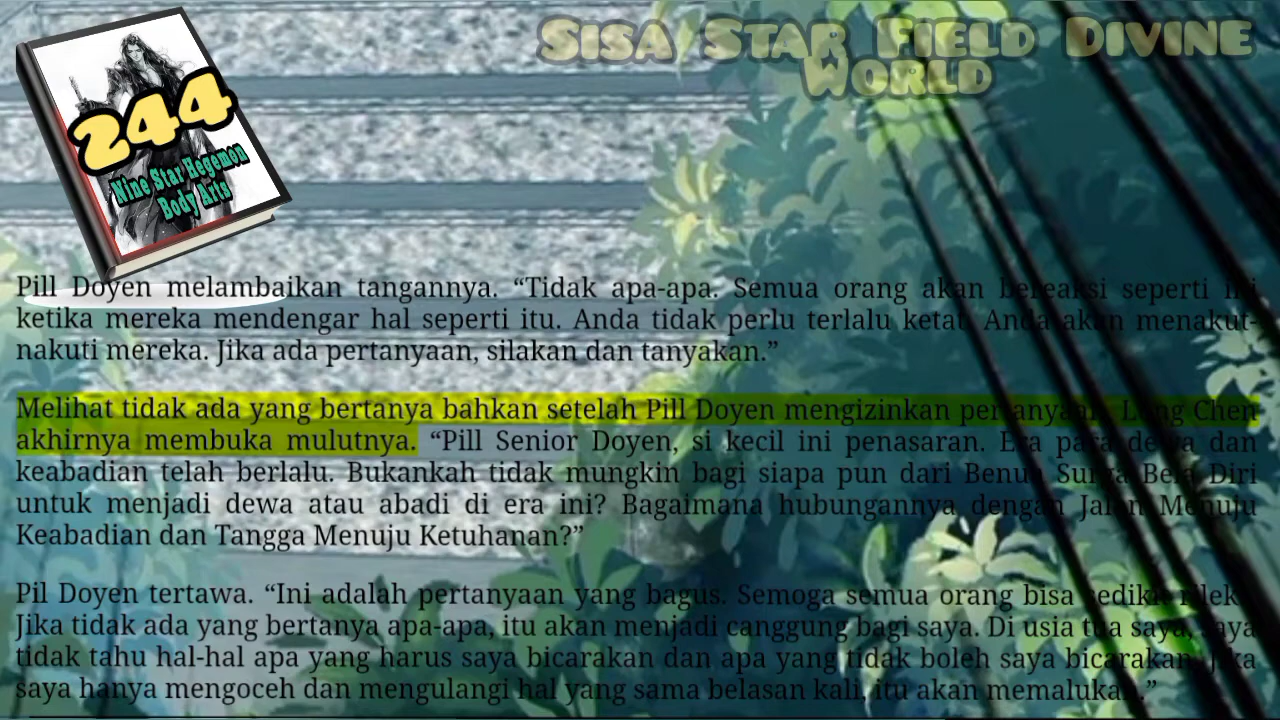 Sisa Star Field Divine
World
244
Nine Star Hegemon
Body Arts
Pill Doyen melambaikan tangannya. “Tidak apa-apa. Semua orang akan bereaksi seperti ini
ketika mereka mendengar hal seperti itu. Anda tidak perlu terlalu ketat. Anda akan menakut-
nakuti mereka. Jika ada pertanyaan, silakan dan tanyakan.”
Melihat tidak ada yang bertanya bahkan setelah Pill Doyen mengizinkan pertanyaan, Long Chen
akhirnya membuka mulutnya. “Pill Senior Doyen, si kecil ini penasaran. Era para dewa dan
keabadian telah berlalu. Bukankah tidak mungkin bagi siapa pun dari Benua Surga Bela Diri
untuk menjadi dewa atau abadi di era ini? Bagaimana hubungannya dengan Jalan Menuju
Keabadian dan Tangga Menuju Ketuhanan?”
Pil Doyen tertawa. “Ini adalah pertanyaan yang bagus. Semoga semua orang bisa sedikit rileks.
Jika tidak ada yang bertanya apa-apa, itu akan menjadi canggung bagi saya. Di usia tua saya, saya
tidak tahu hal-hal apa yang harus saya bicarakan dan apa yang tidak boleh saya bicarakan. Jika
saya hanya mengoceh dan mengulangi hal yang sama belasan kali, itu akan memalukan.”